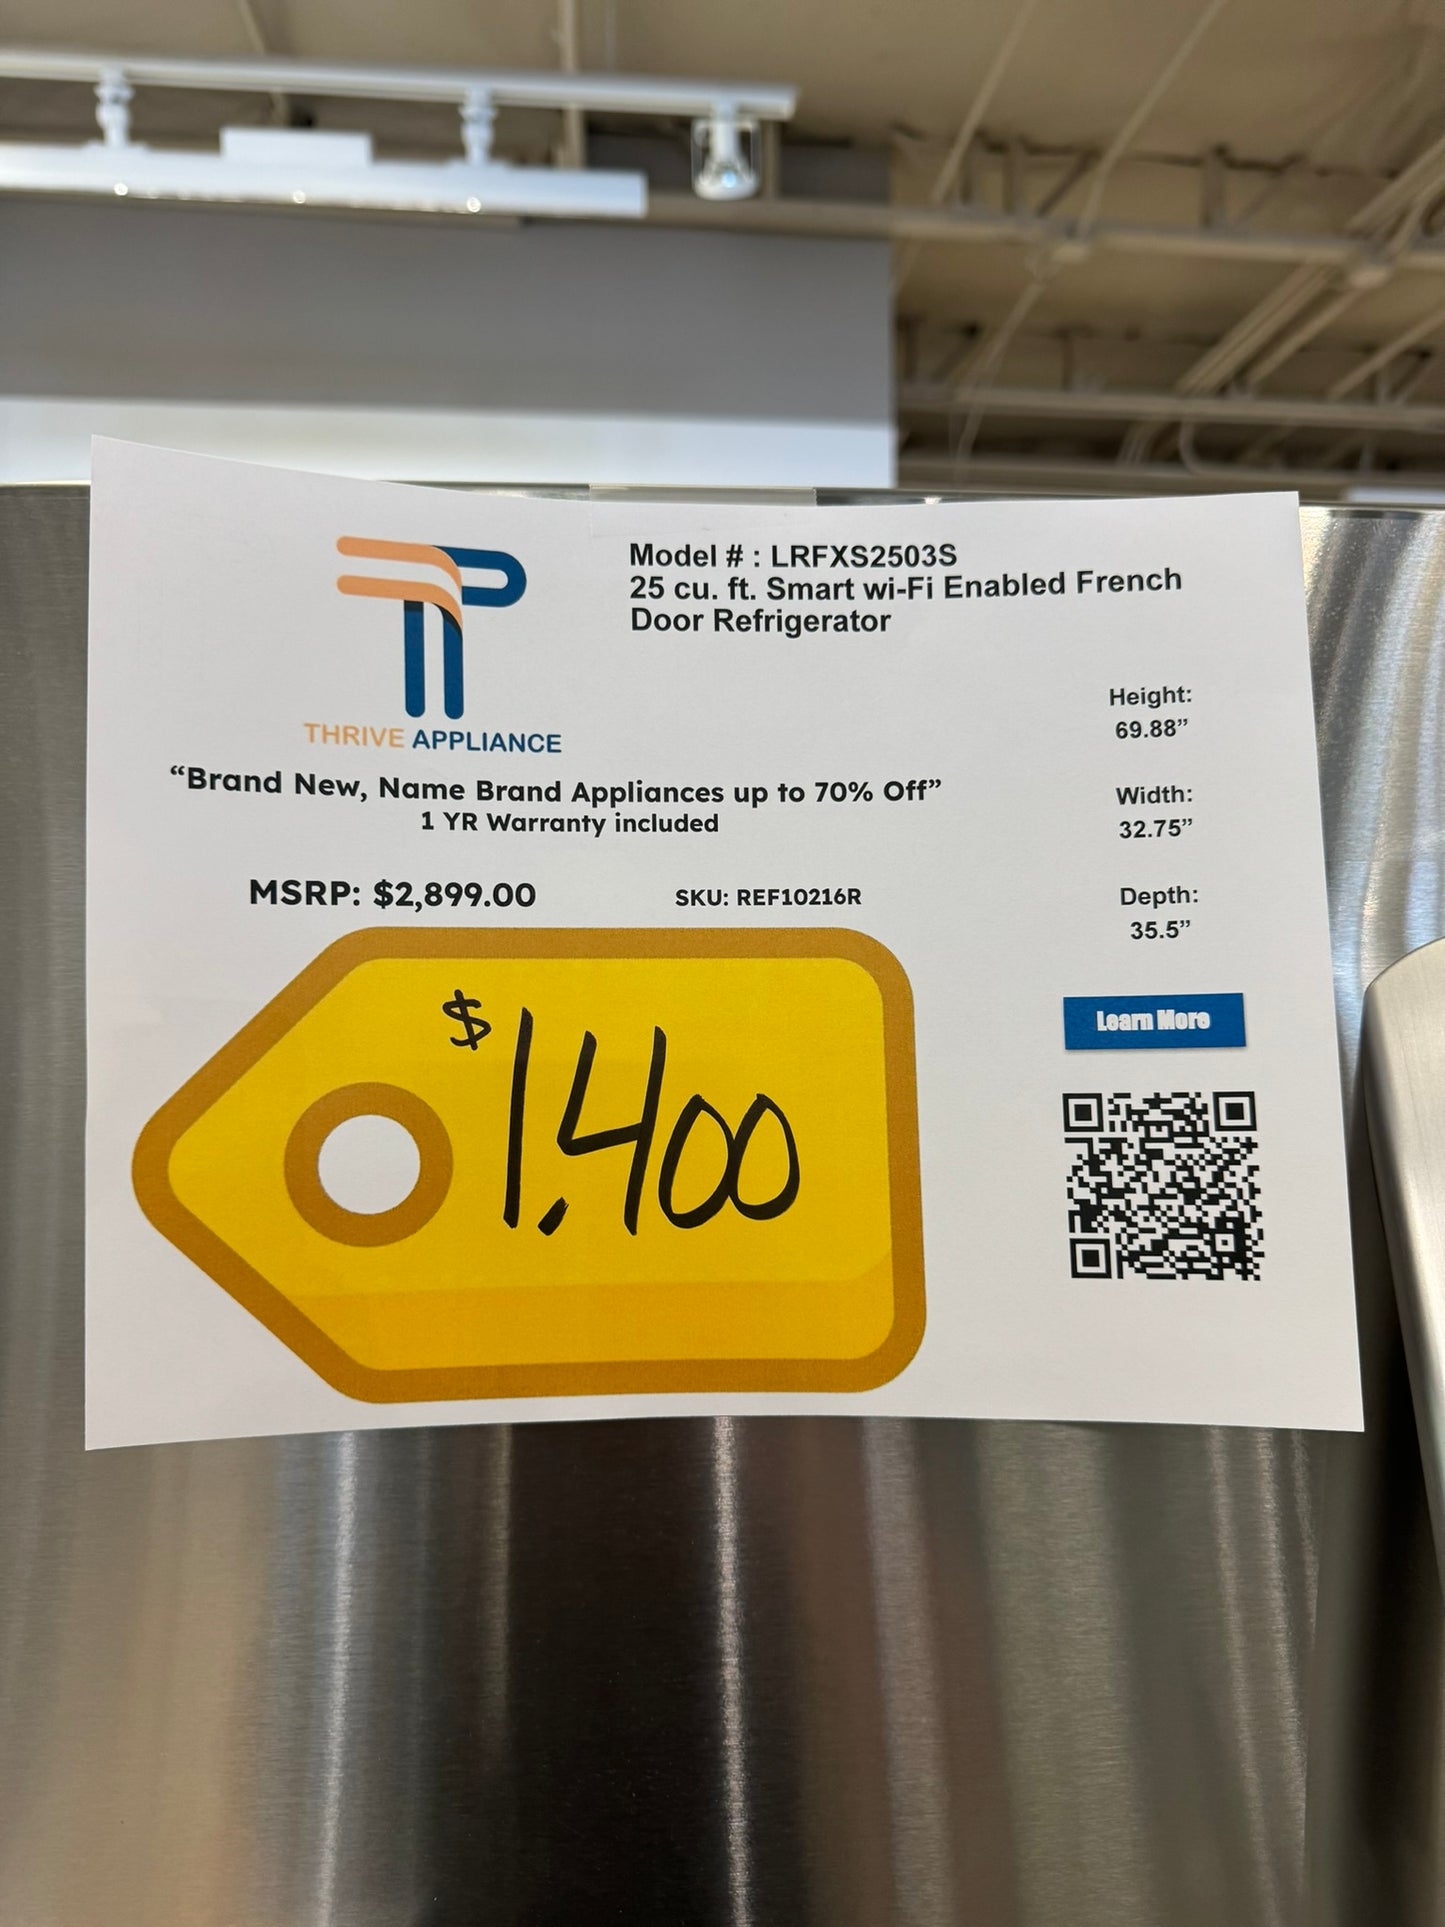 Model # : LRFXS2503S
25 cu. ft. Smart wi-Fi Enabled French
Door Refrigerator
THRIVE APPLIANCE
“Brand New, Name Brand Appliances up to 70% Off”
1 YR Warranty included
MSRP: $2,899.00
SKU: REF10216R
Height:
69.88”
Width:
32.75”
Depth:
35.5”
Learn More
$1,400